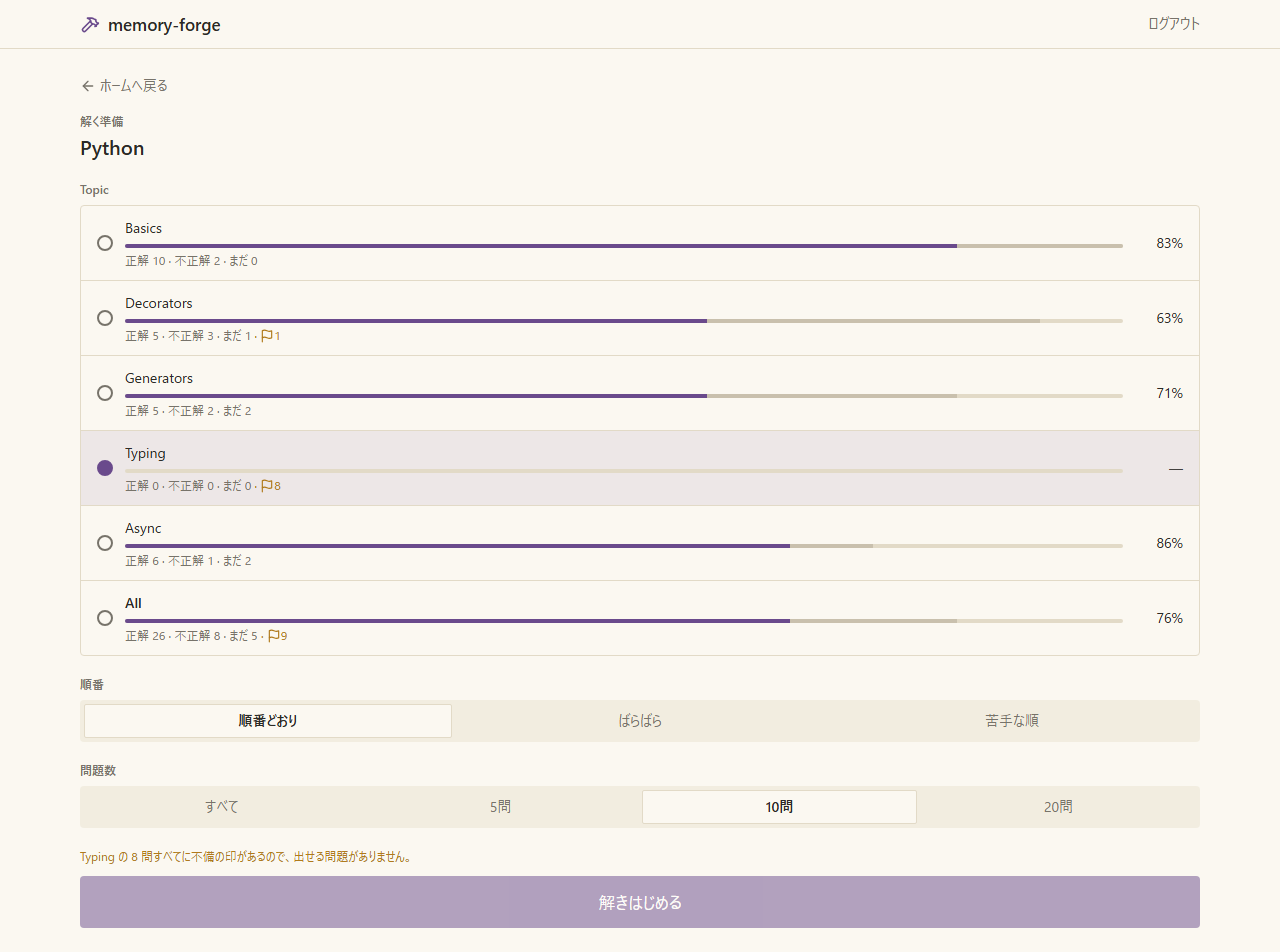 memory-forge
ログアウト
← ホームへ戻る
解く準備
Python
Topic
Basics
83%
正解 10 · 不正解 2 · まだ 0
Decorators
63%
正解 5 · 不正解 3 · まだ 1 · 1
Generators
71%
正解 5 · 不正解 2 · まだ 2
Typing
—
正解 0 · 不正解 0 · まだ 0 · 8
Async
86%
正解 6 · 不正解 1 · まだ 2
All
76%
正解 26 · 不正解 8 · まだ 5 · 9
順番
順番どおり
ばらばら
苦手な順
問題数
すべて
5問
10問
20問
Typing の 8 問すべてに不備の印があるので、出せる問題がありません。
解きはじめる